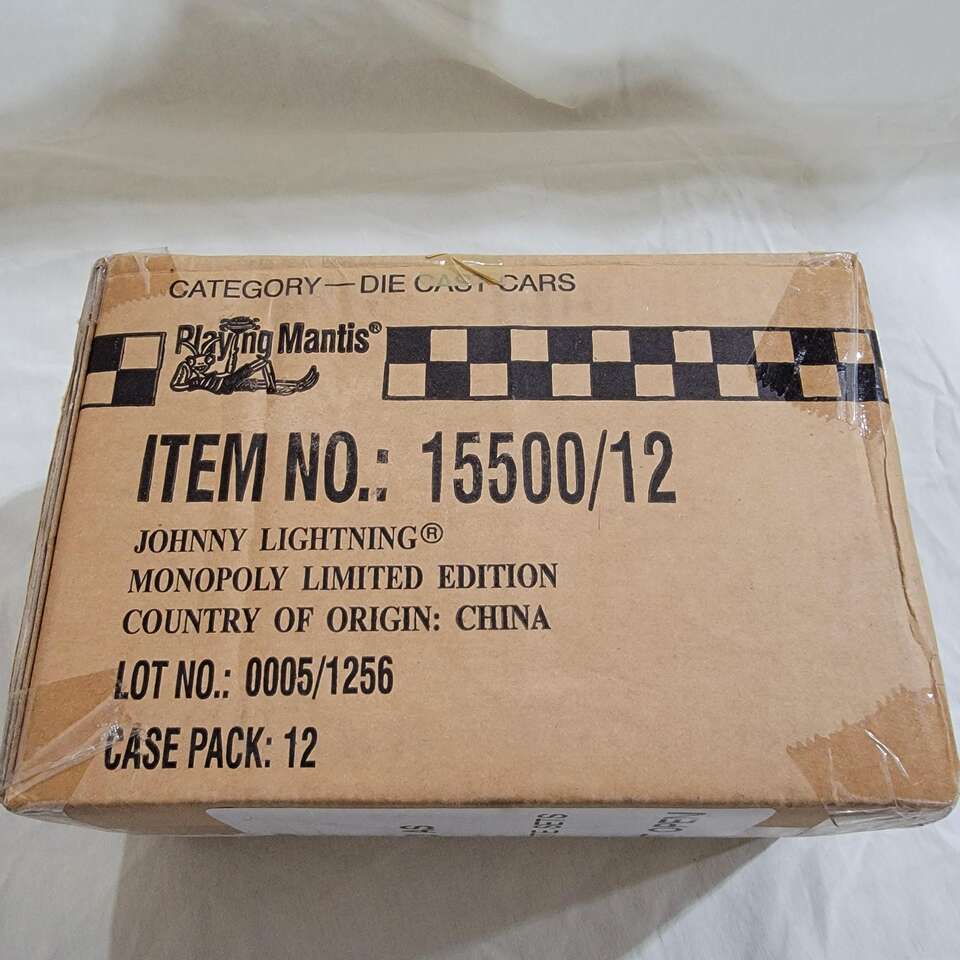 CATEGORY—DIE CAST CARS
Playing Mantis®
ITEM NO.: 15500/12
JOHNNY LIGHTNING®
MONOPOLY LIMITED EDITION
COUNTRY OF ORIGIN: CHINA
LOT NO.: 0005/1256
CASE PACK: 12